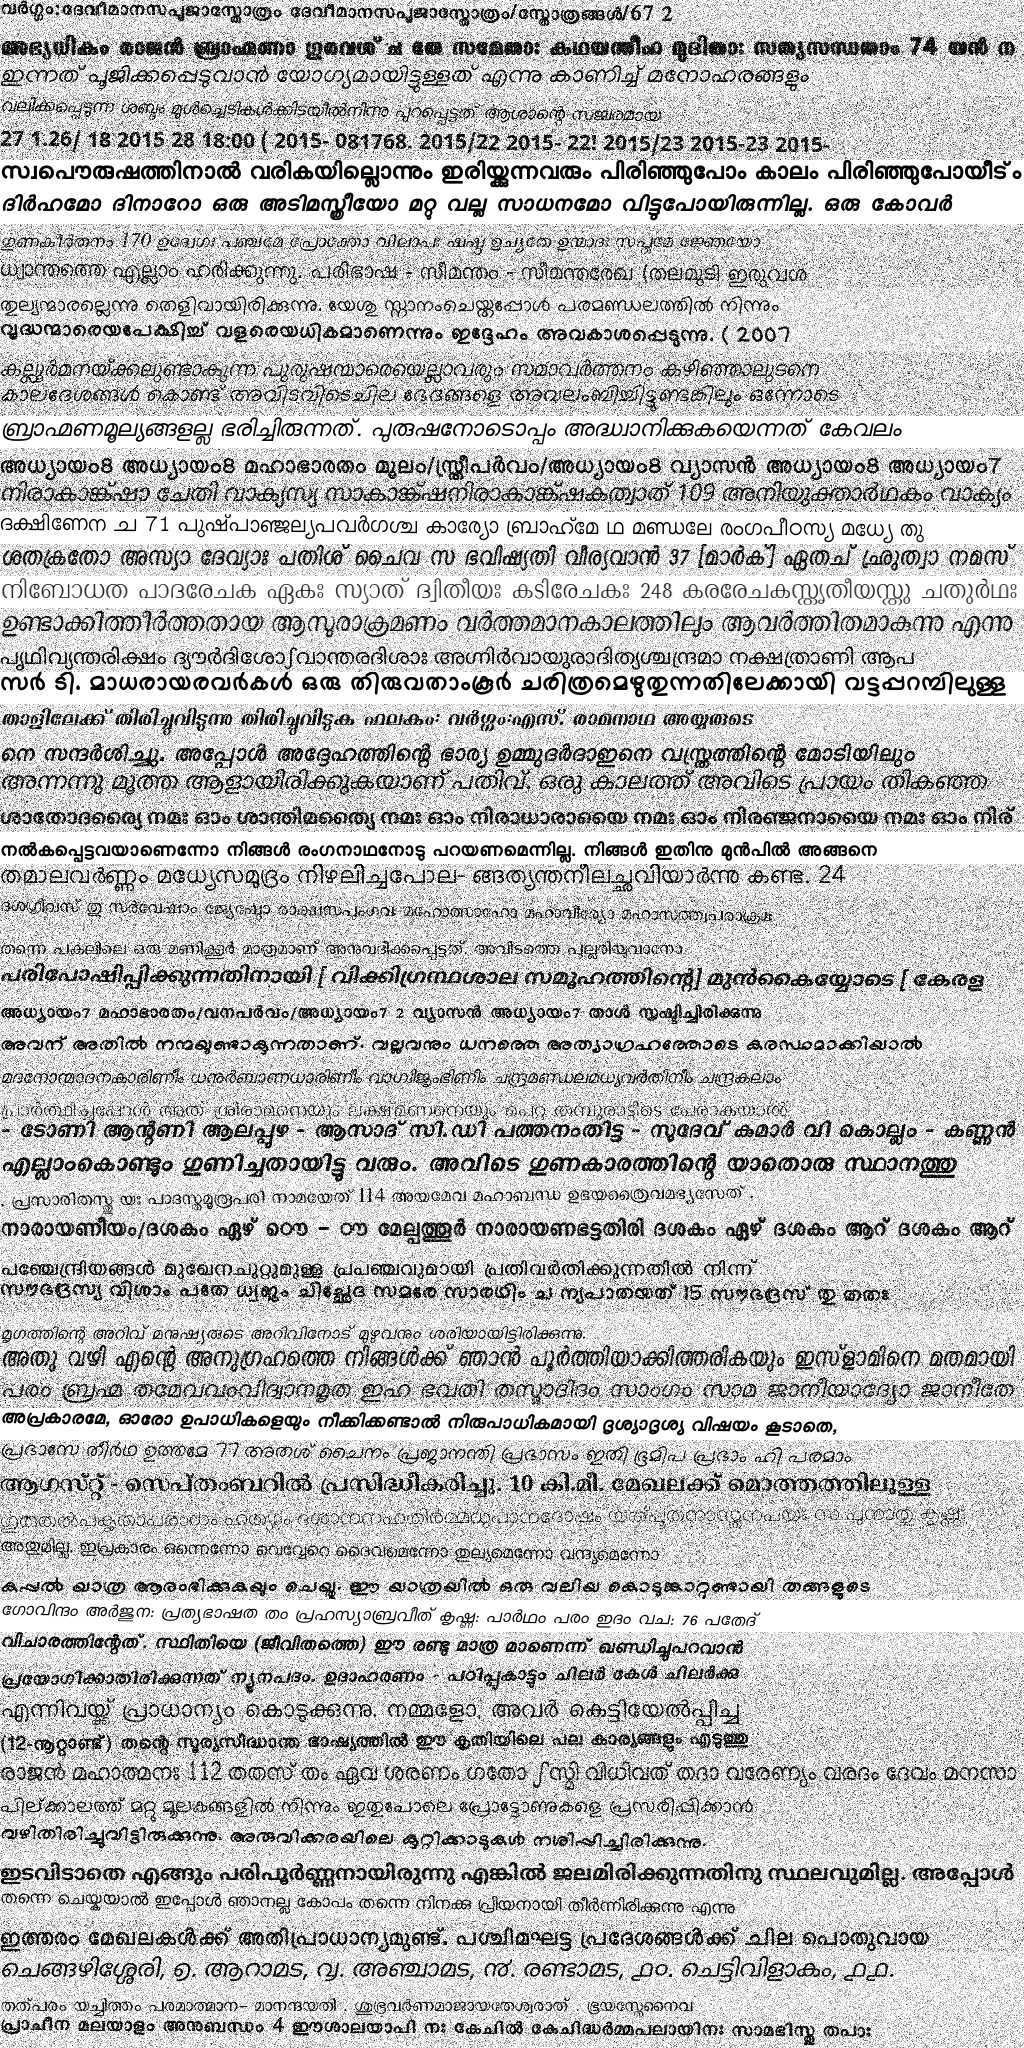 വർഗ്ഗം:ദേവീമാനസപൂജാസ്തോത്രം ദേവീമാനസപൂജാസ്തോത്രം/സ്തോത്രങ്ങൾ/67 2
അഭ്യധികം രാജൻ ബ്രാഹ്മണാ ഗുരവശ് ച തേ സമേതാഃ കഥയന്തീഹ മുദിതാഃ സത്യസന്ധതാം 74 യൻ ന
ഇന്നത് പൂജിക്കപ്പെടുവാൻ യോഗ്യമായിട്ടുള്ളത് എന്നു കാണിച്ച് മനോഹരങ്ങളും
വലിക്കപ്പെടുന്ന ശബ്ദം മുൾച്ചെടികൾക്കിടയിൽനിന്നു പുറപ്പെട്ടത് ആശാന്റെ സജ്ജരമായ
27 1.26/ 18 2015 28 18:00 ( 2015- 081768. 2015/22 2015- 22! 2015/23 2015-23 2015-
സ്വപൌരുഷത്തിനാൽ വരികയില്ലൊന്നും ഇരിയ്ക്കുന്നവരും പിരിഞ്ഞുപോം കാലം പിരിഞ്ഞുപോയീട്ം
ദിർഹമോ ദിനാറോ ഒരു അടിമസ്ത്രീയോ മറ്റു വല്ല സാധനമോ വിട്ടുപോയിരുന്നില്ല. ഒരു കോവർ
ഗുണകീർതനം 170 ഉദ്വേഗഃ പഞ്ചമേ പ്രോക്തോ വിലാപഃ ഷഷ്ഠ ഉച്യതേ ഉന്മാദഃ സപ്തമേ ജ്ഞേയോ
ധ്വാന്തത്തെ എല്ലാം ഹരിക്കുന്നു. പരിഭാഷ - സീമന്തം - സീമന്തരേഖ (തലമുടി ഇരുവശ
തുല്യന്മാരല്ലെന്നു തെളിവായിരിക്കുന്നു. യേശു സ്നാനംചെയ്തപ്പോൾ പരമണ്ഡലത്തിൽ നിന്നും
വൃദ്ധന്മാരെയപേക്ഷിച്ച് വളരെയധികമാണെന്നും ഇദ്ദേഹം അവകാശപ്പെടുന്നു. ( 2007
കല്ലൂർമനയ്ക്കലുണ്ടാകുന്ന പുരുഷന്മാരെയെല്ലാവരും സമാവർത്തനം കഴിഞ്ഞാലുടനെ
കാലദേശങ്ങൾ കൊണ്ട് അവിടവിടെചില ഭേദങ്ങളെ അവലംബിയിട്ടുണ്ടങ്കിലും ഒന്നോടെ
ബ്രാഹ്മണമൂല്യങ്ങളല്ല ഭരിച്ചിരുന്നത്. പുരുഷനോടൊപ്പം അദ്ധ്വാനിക്കുകയെന്നത് കേവലം
അധ്യായം8 അധ്യായം8 മഹാഭാരതം മൂലം/സ്ത്രീപർവം/അധ്യായം8 വ്യാസൻ അധ്യായം8 അധ്യായം7
നിരാകാങ്ക്ഷാ ചേതി വാക്യസ്യ സാകാങ്ക്ഷനിരാകാങ്ക്ഷകത്വാത് 109 അനിയുക്താർഥകം വാക്യം
ദക്ഷിണേന ച 71 പുഷ്പാഞ്ജല്യപവർഗശ്ച കാര്യോ ബ്രാഹ്മേ ഥ മണ്ഡലേ രംഗപീഠസ്യ മധ്യേ തു
ശതക്രതോ അസ്യാ ദേവ്യാഃ പതിശ് ചൈവ സ ഭവിഷ്യതി വീര്യവാൻ 37 [മാർക്] ഏതച് ഛ്രുത്വാ നമസ്
നിബോധത പാദരേചക ഏകഃ സ്യാത് ദ്വിതീയഃ കടിരേചകഃ 248 കരരേചകസ്തൃതീയസ്തു ചതുർഥഃ
ഉണ്ടാക്കിത്തീർത്തതായ ആസുരാക്രമണം വർത്തമാനകാലത്തിലും ആവർത്തിതമാകുന്നു എന്നു
പൃഥിവ്യന്തരിക്ഷം ദ്യൗർദിശോഽവാന്തരദിശാഃ അഗ്നിർവായുരാദിത്യശ്ചന്ദ്രമാ നക്ഷത്രാണി ആപ
സർ ടി. മാധരായരവർകൾ ഒരു തിരുവതാംകൂർ ചരിത്രമെഴുതുന്നതിലേക്കായി വട്ടപ്പറമ്പിലുള്ള
താളിലേക്ക് തിരിച്ചുവിടുന്നു തിരിച്ചുവിടുക ഫലകം: വർഗ്ഗം:എസ്. രാമനാഥ അയ്യരുടെ
നെ സന്ദർശിച്ചു. അപ്പോൾ അദ്ദേഹത്തിന്റെ ഭാര്യ ഉമ്മുദർദാഇനെ വസ്ത്രത്തിന്റെ മോടിയിലും
അന്നന്നു മൂത്ത ആളായിരിക്കുകയാണ് പതിവ്. ഒരു കാലത്ത് അവിടെ പ്രായം തികഞ്ഞ
ശാതോദര്യൈ നമഃ ഓം ശാന്തിമത്യൈ നമഃ ഓം നിരാധാരായൈ നമഃ ഓം നിരഞ്ജനായൈ നമഃ ഓം നിര്
നൽകപ്പെട്ടവയാണെന്നോ നിങ്ങൾ രംഗനാഥനോടു പറയണമെന്നില്ല. നിങ്ങൾ ഇതിനു മുൻപിൽ അങ്ങനെ
തമാലവർണ്ണം മധ്യേസമുദ്രം നിഴലിച്ചപോല- ങ്ങത്യന്തനീലച്ഛവിയാർന്നു കണ്ടു. 24
ദശഗ്രീവസ് തു സർവേഷാം ജ്യേഷ്ഠോ രാക്ഷസപുംഗവഃ മഹോത്സാഹോ മഹാവീര്യോ മഹാസത്ത്വപരാക്രമഃ
തന്നെ പകലിലെ ഒരു മണിക്കൂർ മാത്രമാണ് അനുവദിക്കപ്പെട്ടത്. അവിടത്തെ പുല്ലരിയുവാനോ
പരിപോഷിപ്പിക്കുന്നതിനായി [ വിക്കിഗ്രന്ഥശാല സമൂഹത്തിന്റെ] മുൻകൈയ്യോടെ [ കേരള
അധ്യായം7 മഹാഭാരതം/വനപർവം/അധ്യായം7 2 വ്യാസൻ അധ്യായം7 താൾ സൃഷ്ടിച്ചിരിക്കുന്നു
അവന് അതിൽ നന്മയുണ്ടാകുന്നതാണ്. വല്ലവനും ധനത്തെ അത്യാഗ്രഹത്തോടെ കരസ്ഥമാക്കിയാൽ
മദനോന്മാദനകാരിണീം ധനുർബാണധാരിണീം വാഗ്വിജൃംഭിണീം ചന്ദ്രമണ്ഡലമധ്യവർതിനീം ചന്ദ്രകലാം
പ്രാർത്ഥിച്ചപ്പോൾ അത് ശ്രീരാമനെയും ലക്ഷ്മണനെയും പെറ്റ തമ്പുരാട്ടിടെ പേരാകയാൽ
- ടോണി ആന്റണി ആലപ്പുഴ - ആസാദ് സി.ഡി പത്തനംതിട്ട - സുദേവ് കുമാർ വി കൊല്ലം - കണ്ണൻ
എല്ലാംകൊണ്ടും ഗുണിച്ചതായിട്ടു വരും. അവിടെ ഗുണകാരത്തിന്റെ യാതൊരു സ്ഥാനത്തു
. പ്രസാരിതസ്തു യഃ പാദസ്തമൂരൂപരി നാമയേത് 114 അയമേവ മഹാബന്ധ ഉഭയത്രൈവമഭ്യസേത് .
നാരായണീയം/ദശകം ഏഴ് ഠൌ – ഠൗ മേല്പത്തൂർ നാരായണഭട്ടതിരി ദശകം ഏഴ് ദശകം ആറ് ദശകം ആറ്
പഞ്ചേന്ദ്രിയങ്ങൾ മുഖേനചുറ്റുമുള്ള പ്രപഞ്ചവുമായി പ്രതിവർതിക്കുന്നതിൽ നിന്ന്
സൗഭദ്രസ്യ വിശാം പതേ ധ്വജം ചിച്ഛേദ സമരേ സാരഥിം ച ന്യപാതയത് 15 സൗഭദ്രസ് തു തതഃ
മൃഗത്തിന്റെ അറിവ് മനുഷ്യരുടെ അറിവിനോട് മുഴുവനും ശരിയായിട്ടിരിക്കുന്നു.
അതു വഴി എന്റെ അനുഗ്രഹത്തെ നിങ്ങൾക്ക് ഞാൻ പൂർത്തിയാക്കിത്തരികയും ഇസ്ളാമിനെ മതമായി
പരം ബ്രഹ്മ തമേവവംവിദ്വാനമൃത ഇഹ ഭവതി തസ്മാദിദം സാംഗം സാമ ജാനീയാദ്യോ ജാനീതേ
അപ്രകാരമേ, ഓരോ ഉപാധികളെയും നീക്കിക്കണ്ടാൽ നിരുപാധികമായി ദൃശ്യാദൃശ്യ വിഷയം കൂടാതെ,
പ്രഭാസേ തീർഥ ഉത്തമേ 77 അതശ് ചൈനം പ്രജാനന്തി പ്രഭാസം ഇതി ഭൂമിപ പ്രഭാം ഹി പരമാം
ആഗസ്റ്റ് - സെപ്തംബറിൽ പ്രസിദ്ധീകരിച്ചു. 10 കി.മീ. മേഖലക്ക് മൊത്തത്തിലുള്ള
അതുമില്ല. ഇപ്രകാരം ഒന്നെന്നോ വെവ്വേറെ ദൈവമെന്നോ തുല്യമെന്നോ വന്ദ്യമെന്നോ
കപ്പൽ യാത്ര ആരംഭിക്കുകയും ചെയ്തു. ഈ യാത്രയിൽ ഒരു വലിയ കൊടുങ്കാറ്റുണ്ടായി തങ്ങളുടെ
ഗോവിന്ദം അർജുനഃ പ്രത്യഭാഷത തം പ്രഹസ്യാബ്രവീത് കൃഷ്ണഃ പാർഥം പരം ഇദം വചഃ 76 പതേദ്
വിചാരത്തിന്റേത്. സ്ഥിതിയെ (ജീവിതത്തെ) ഈ രണ്ടു മാത്ര മാണെന്ന് ഖണ്ഡിച്ചുപറവാൻ
പ്രയോഗിക്കാതിരിക്കുന്നത് ന്യൂനപദം. ഉദാഹരണം - പഠിപ്പുകാട്ടും ചിലർ കേൾ ചിലർക്കു
എന്നിവയ്ക്ക് പ്രാധാന്യം കൊടുക്കുന്നു. നമ്മളോ, അവർ കെട്ടിയേൽപ്പിച്ച
(12-നൂറ്റാണ്ട്) തന്റെ സൂര്യസിദ്ധാന്ത ഭാഷ്യത്തിൽ ഈ കൃതിയിലെ പല കാര്യങ്ങളും എടുത്തു
രാജൻ മഹാത്മനഃ 112 തതസ് തം ഏവ ശരണം ഗതോ ഽസ്മി വിധിവത് തദാ വരേണ്യം വരദം ദേവം മനസാ
പില്ക്കാലത്ത് മറ്റു മൂലകങ്ങളിൽ നിന്നും ഇതുപോലെ പ്രോട്ടോണുകളെ പ്രസരിപ്പിക്കാൻ
വഴിതിരിച്ചുവിട്ടിരുക്കുന്നു. അരുവിക്കരയിലെ കുറ്റിക്കാടുകൾ നശിപ്പിച്ചിരിക്കുന്നു.
ഇടവിടാതെ എങ്ങും പരിപൂർണ്ണനായിരുന്നു എങ്കിൽ ജലമിരിക്കുന്നതിനു സ്ഥലവുമില്ല. അപ്പോൾ
തന്നെ ചെയ്കയാൽ ഇപ്പോൾ ഞാനല്ല കോപം തന്നെ നിനക്കു പ്രിയനായി തീർന്നിരിക്കുന്നു എന്നു
ഇത്തരം മേഖലകൾക്ക് അതിപ്രാധാന്യമുണ്ട്. പശ്ചിമഘട്ട പ്രദേശങ്ങൾക്ക് ചില പൊതുവായ
ചെങ്ങഴിശ്ശേരി, ൭. ആറാമട, ൮. അഞ്ചാമട, ൯. രണ്ടാമട, ൧൦. ചെട്ടിവിളാകം, ൧൧.
തത്പരം യച്ചിത്തം പരമാത്മാന– മാനന്ദയതി . ശുഭ്രവർണമാജായതേശ്വരാത് . ഭൂയസ്തേനൈവ
പ്രാചീന മലയാളം അനുബന്ധം 4 ഈശാലയാപി നഃ കേചിൽ കേചിദ്ധർമ്മപലായിനഃ സാമഭിസ്തു തപാഃ